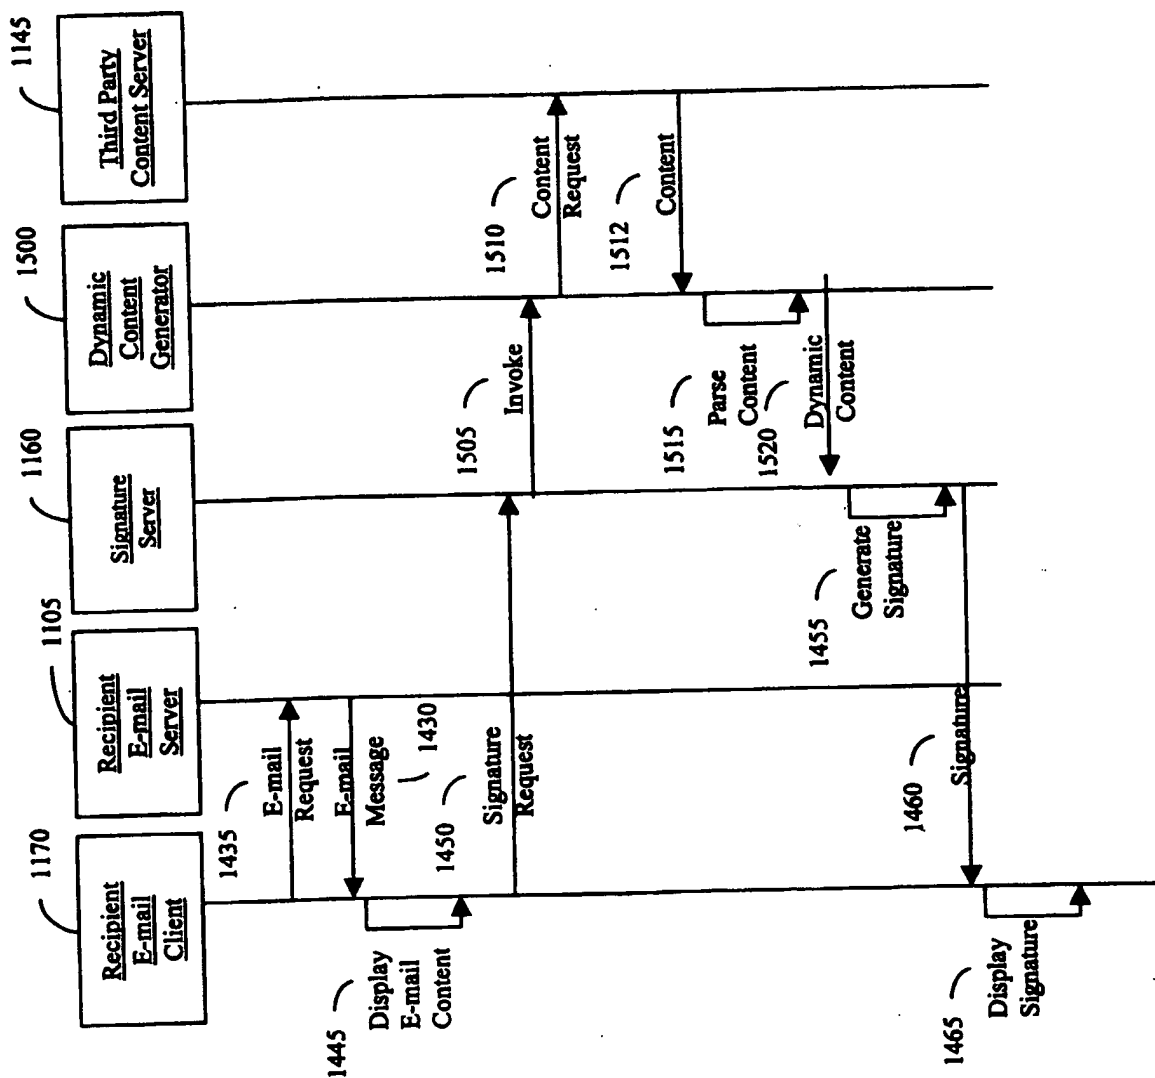 1170
Recipient
E-mail
Client
1105
Recipient
E-mail
Server
1160
Signature
Server
1500
Dynamic
Content
Generator
1145
Third Party
Content Server
1435
E-mail
Request
E-mail
Message
1430
1445
Display
E-mail
Content
1450
Signature
Request
1505
Invoke
1510
Content
Request
1512
Content
1515
Parse
Content
1520
Dynamic
Content
1455
Generate
Signature
1460
Signature
1465
Display
Signature